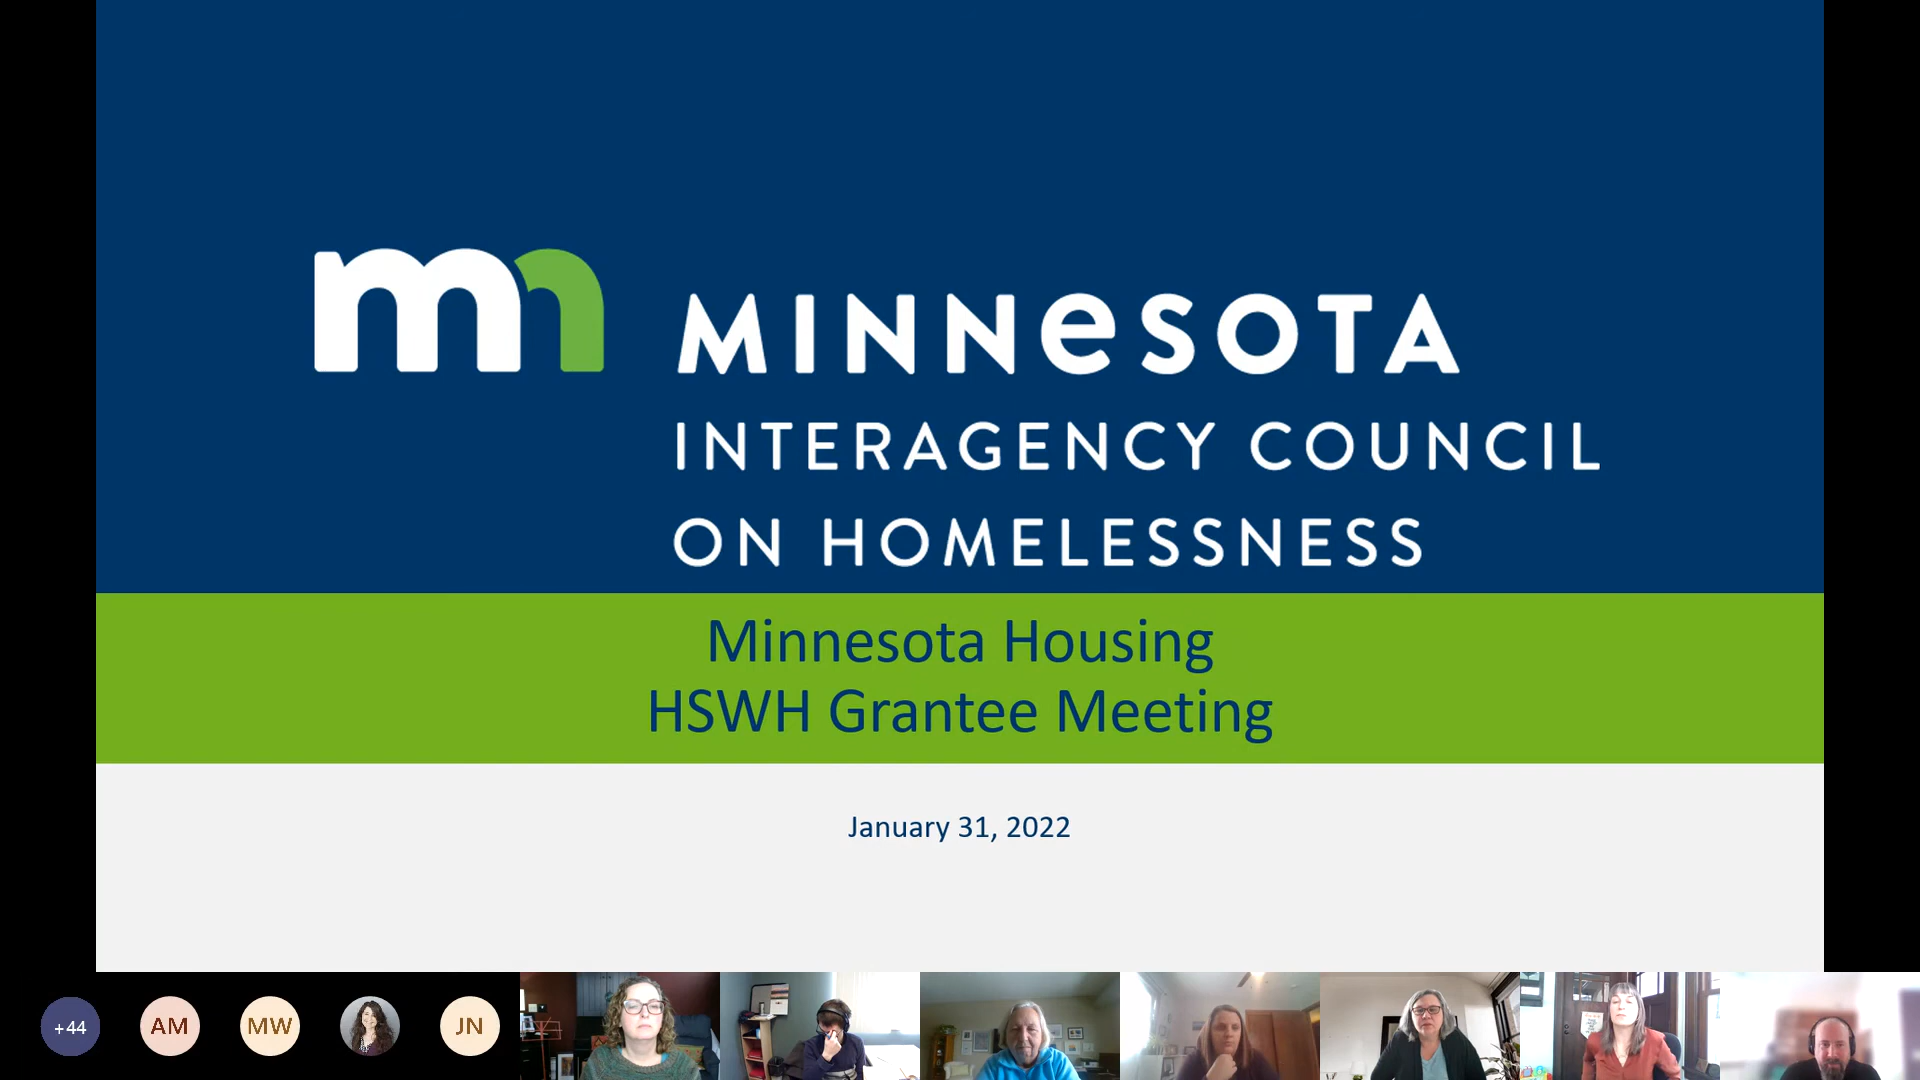 mn
MINNeSOTA
INTERAGENCY COUNCIL
ON HOMELESSNESS
Minnesota Housing
HSWH Grantee Meeting
January 31, 2022
+44
AM
MW
JN